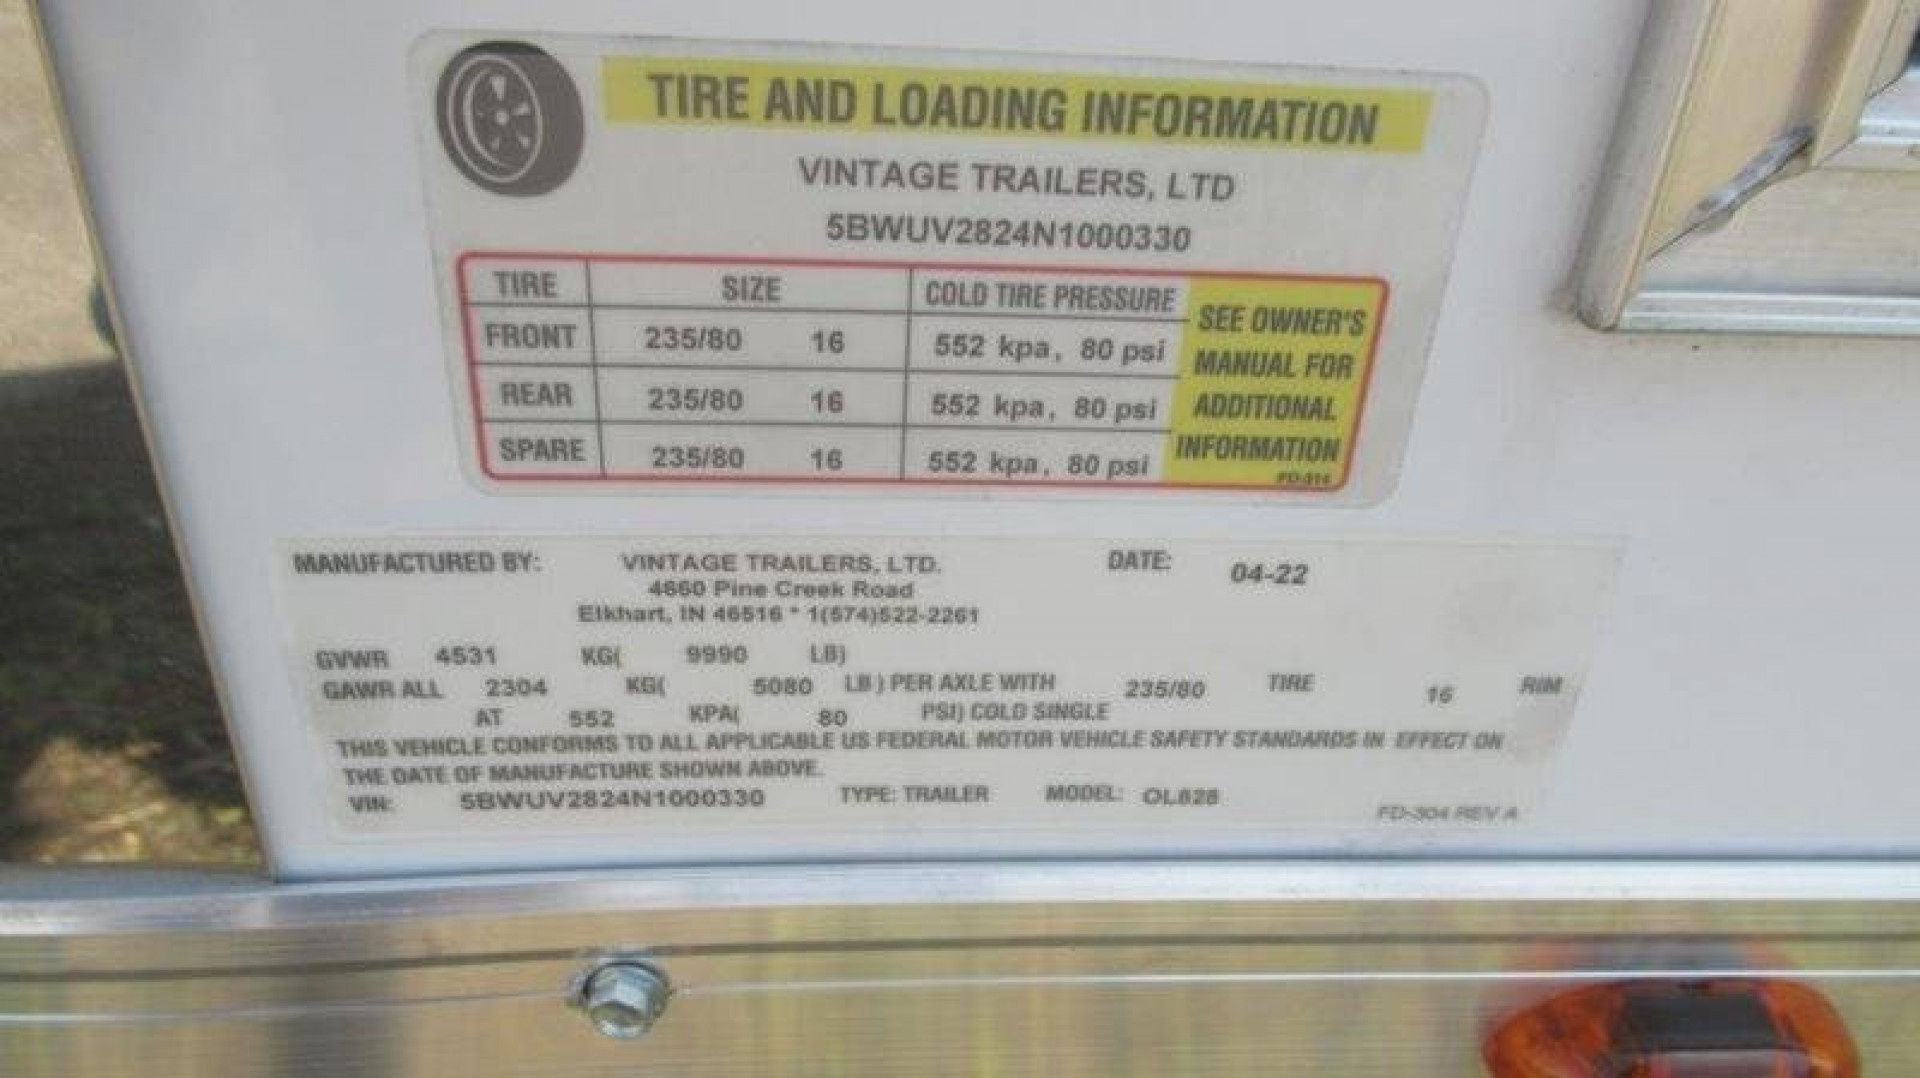 TIRE AND LOADING INFORMATION
VINTAGE TRAILERS, LTD
5BWUV2824N1000330
TIRE SIZE COLD TIRE PRESSURE
FRONT 235/80 16 552 kpa, 80 psi
REAR 235/80 16 552 kpa, 80 psi
SPARE 235/80 16 552 kpa, 80 psi
SEE OWNER'S
MANUAL FOR
ADDITIONAL
INFORMATION
MANUFACTURED BY: VINTAGE TRAILERS, LTD. DATE: 04-22
4660 Pine Creek Road
Elkhart, IN 46516 * 1(574)522-2261
GVWR 4531 KG( 9990 LB)
GAWR ALL 2304 KG( 5080 LB) PER AXLE WITH 235/80 TIRE 16 RIM
AT 552 KPA( 80 PSI) COLD SINGLE
THIS VEHICLE CONFORMS TO ALL APPLICABLE US FEDERAL MOTOR VEHICLE SAFETY STANDARDS IN EFFECT ON
THE DATE OF MANUFACTURE SHOWN ABOVE.
VIN: 5BWUV2824N1000330 TYPE: TRAILER MODEL: OL828
FD-304 REV A